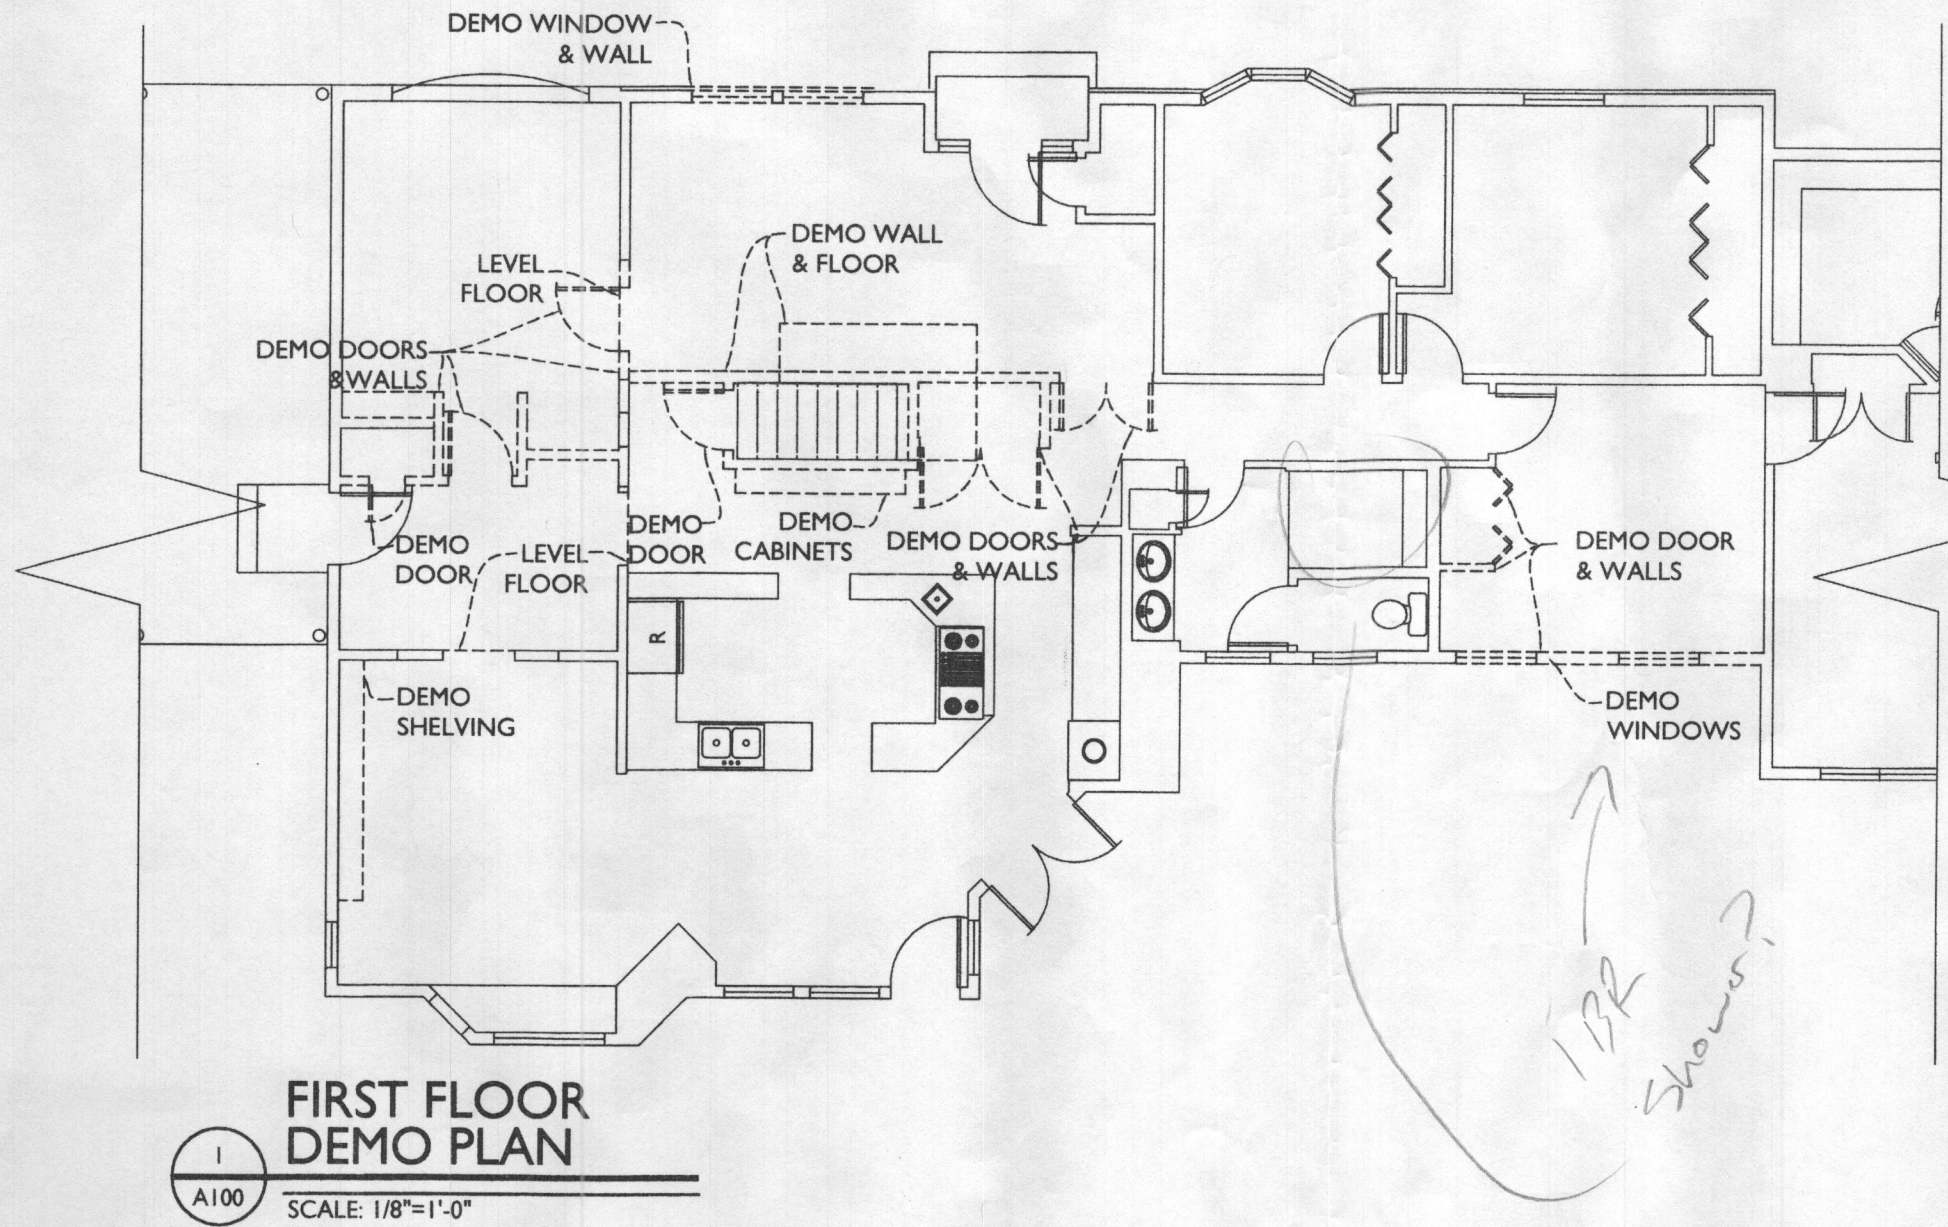 DEMO WINDOW
& WALL
DEMO WALL
& FLOOR
LEVEL
FLOOR
DEMO DOORS
& WALLS
DEMO
DOOR
LEVEL
FLOOR
DEMO
DOOR
DEMO
CABINETS
DEMO DOORS
& WALLS
DEMO DOOR
& WALLS
R
DEMO
SHELVING
DEMO
WINDOWS
1BR
Shower?
FIRST FLOOR
DEMO PLAN
1
A100
SCALE: 1/8"=1'-0"